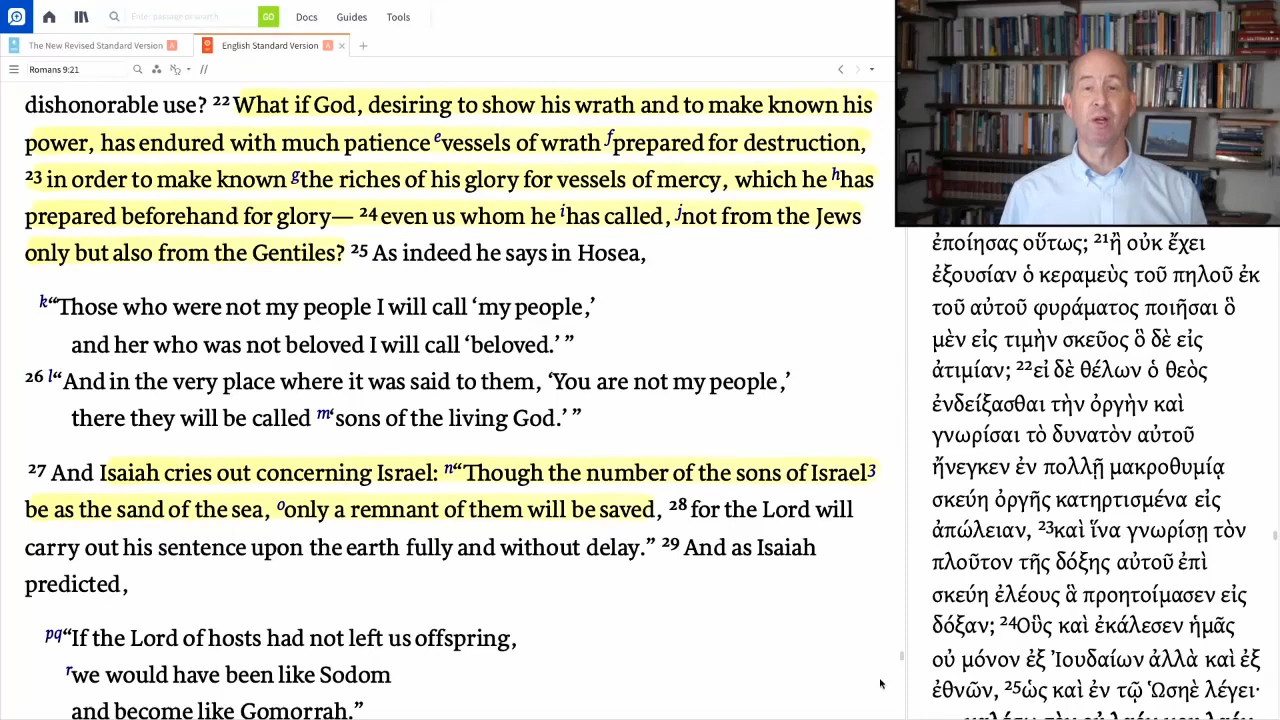 Enter passage or search
GO
Docs
Guides
Tools
The New Revised Standard Version A
English Standard Version A
Romans 9:21
dishonorable use? 22 What if God, desiring to show his wrath and to make known his
power, has endured with much patience e vessels of wrath f prepared for destruction,
23 in order to make known g the riches of his glory for vessels of mercy, which he h has
prepared beforehand for glory— 24 even us whom he i has called, j not from the Jews
only but also from the Gentiles? 25 As indeed he says in Hosea,
k “Those who were not my people I will call ‘my people,’
and her who was not beloved I will call ‘beloved.’ ”
26 l “And in the very place where it was said to them, ‘You are not my people,’
there they will be called m ‘sons of the living God.’ ”
27 And Isaiah cries out concerning Israel: n “Though the number of the sons of Israel 3
be as the sand of the sea, o only a remnant of them will be saved, 28 for the Lord will
carry out his sentence upon the earth fully and without delay.” 29 And as Isaiah
predicted,
pq “If the Lord of hosts had not left us offspring,
r we would have been like Sodom
and become like Gomorrah.”
ἐποίησας οὕτως; 21 ἢ οὐκ ἔχει
ἐξουσίαν ὁ κεραμεὺς τοῦ πηλοῦ ἐκ
τοῦ αὐτοῦ φυράματος ποιῆσαι ὃ
μὲν εἰς τιμὴν σκεῦος ὃ δὲ εἰς
ἀτιμίαν; 22 εἰ δὲ θέλων ὁ θεὸς
ἐνδείξασθαι τὴν ὀργὴν καὶ
γνωρίσαι τὸ δυνατὸν αὐτοῦ
ἤνεγκεν ἐν πολλῇ μακροθυμίᾳ
σκεύη ὀργῆς κατηρτισμένα εἰς
ἀπώλειαν, 23 καὶ ἵνα γνωρίσῃ τὸν
πλοῦτον τῆς δόξης αὐτοῦ ἐπὶ
σκεύη ἐλέους ἃ προητοίμασεν εἰς
δόξαν; 24 Οὓς καὶ ἐκάλεσεν ἡμᾶς
οὐ μόνον ἐξ Ἰουδαίων ἀλλὰ καὶ ἐξ
ἐθνῶν, 25 ὡς καὶ ἐν τῷ Ὡσηὲ λέγει·